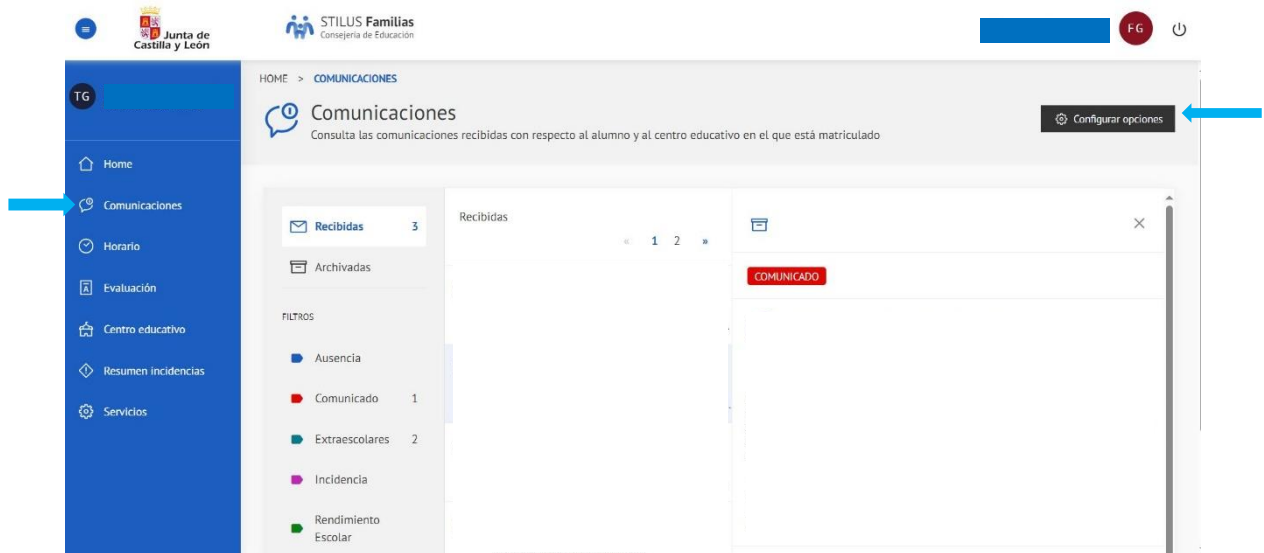 Junta de
Castilla y León
STILUS Familias
Consejería de Educación
FG
TG
HOME > COMUNICACIONES
Comunicaciones
Consulta las comunicaciones recibidas con respecto al alumno y al centro educativo en el que está matriculado
Configurar opciones
Home
Comunicaciones
Horario
Evaluación
Centro educativo
Resumen incidencias
Servicios
Recibidas 3
Archivadas
FILTROS
Ausencia
Comunicado 1
Extraescolares 2
Incidencia
Rendimiento
Escolar
Recibidas
« 1 2 »
COMUNICADO